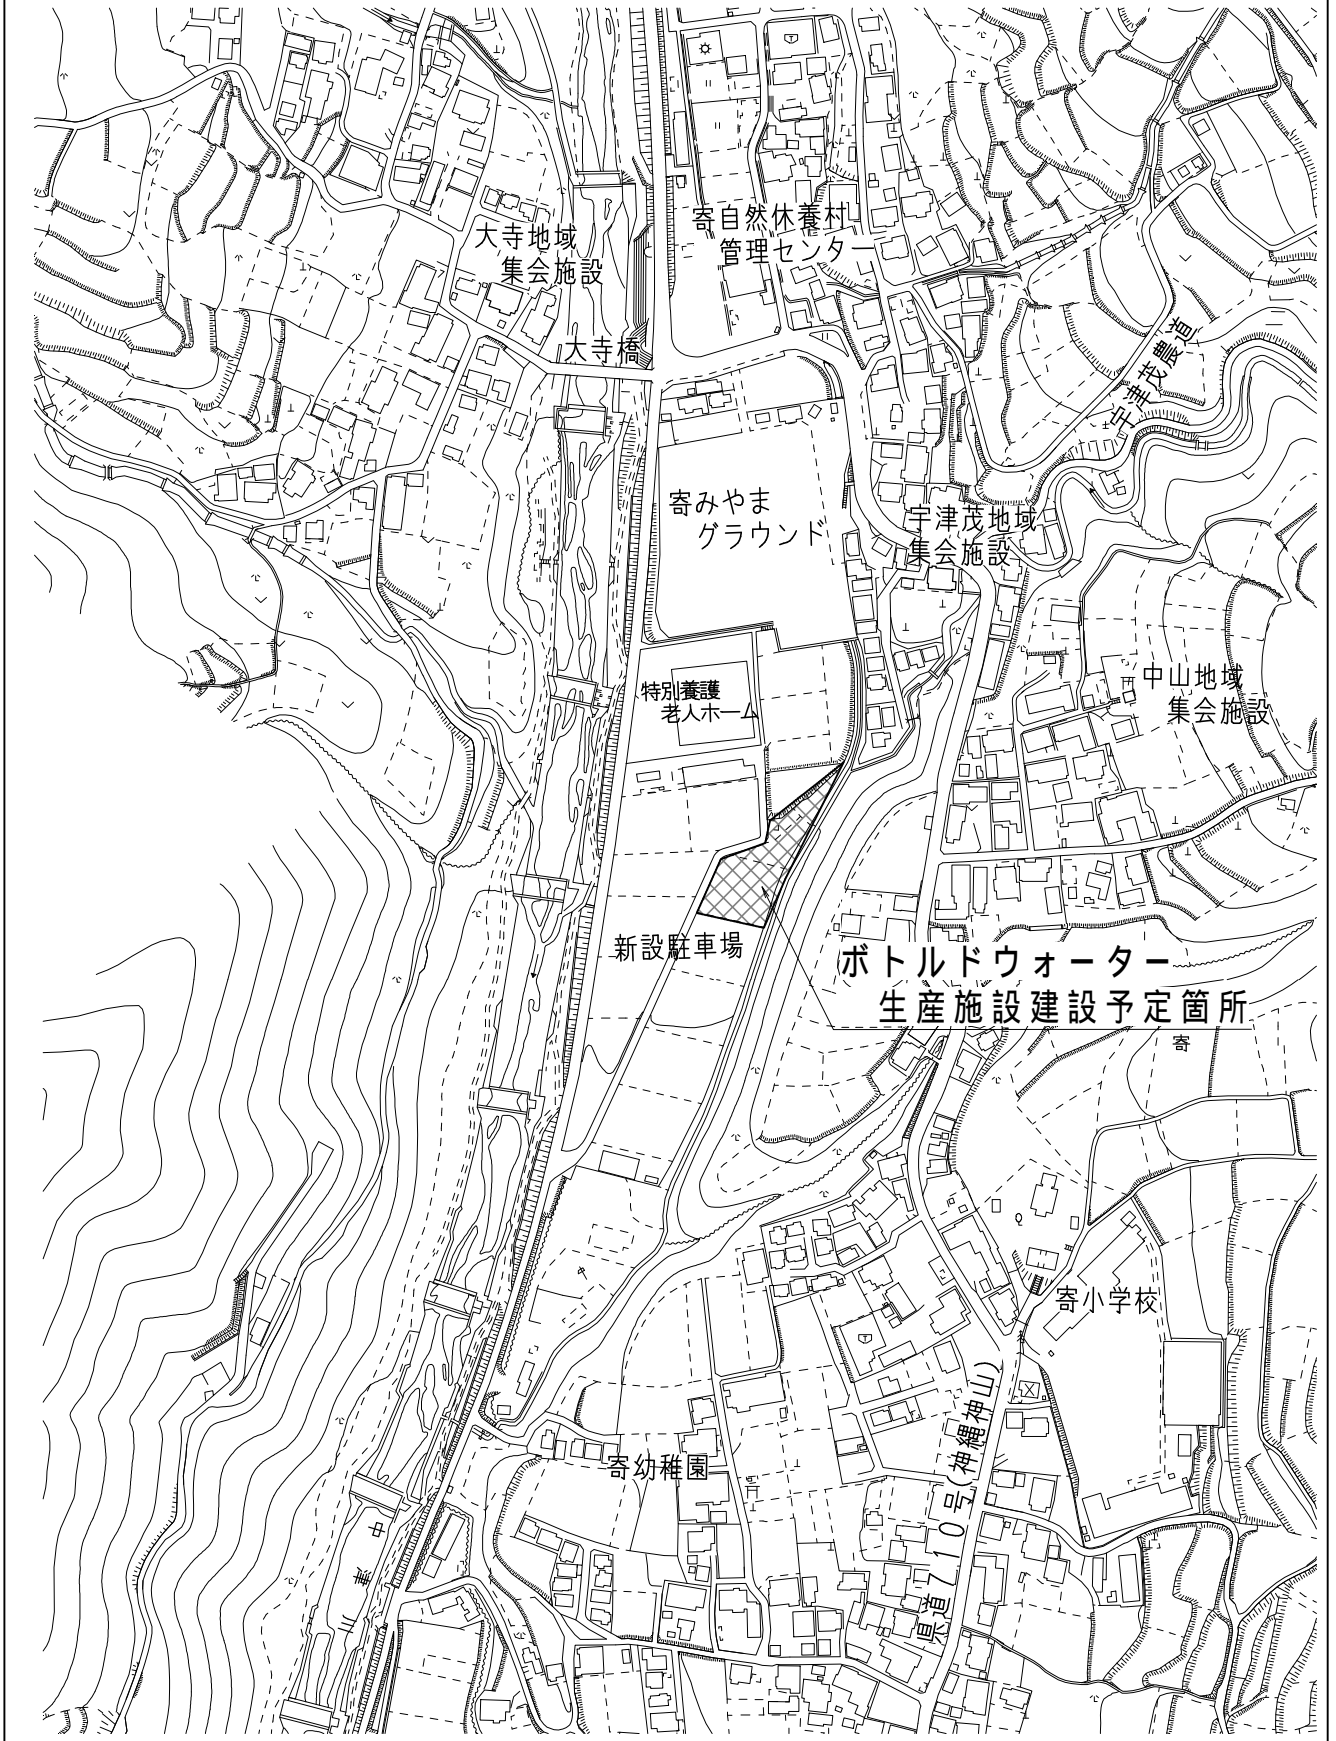 寄自然休養村
管理センター
大寺地域
集会施設
大寺橋
宇津茂農道
寄みやま
グラウンド
宇津茂地域
集会施設
特別養護
老人ホーム
中山地域
集会施設
新設駐車場
ボトルドウォーター
生産施設建設予定箇所
寄
寄小学校
県道710号(神縄神山)
寄幼稚園
中津川